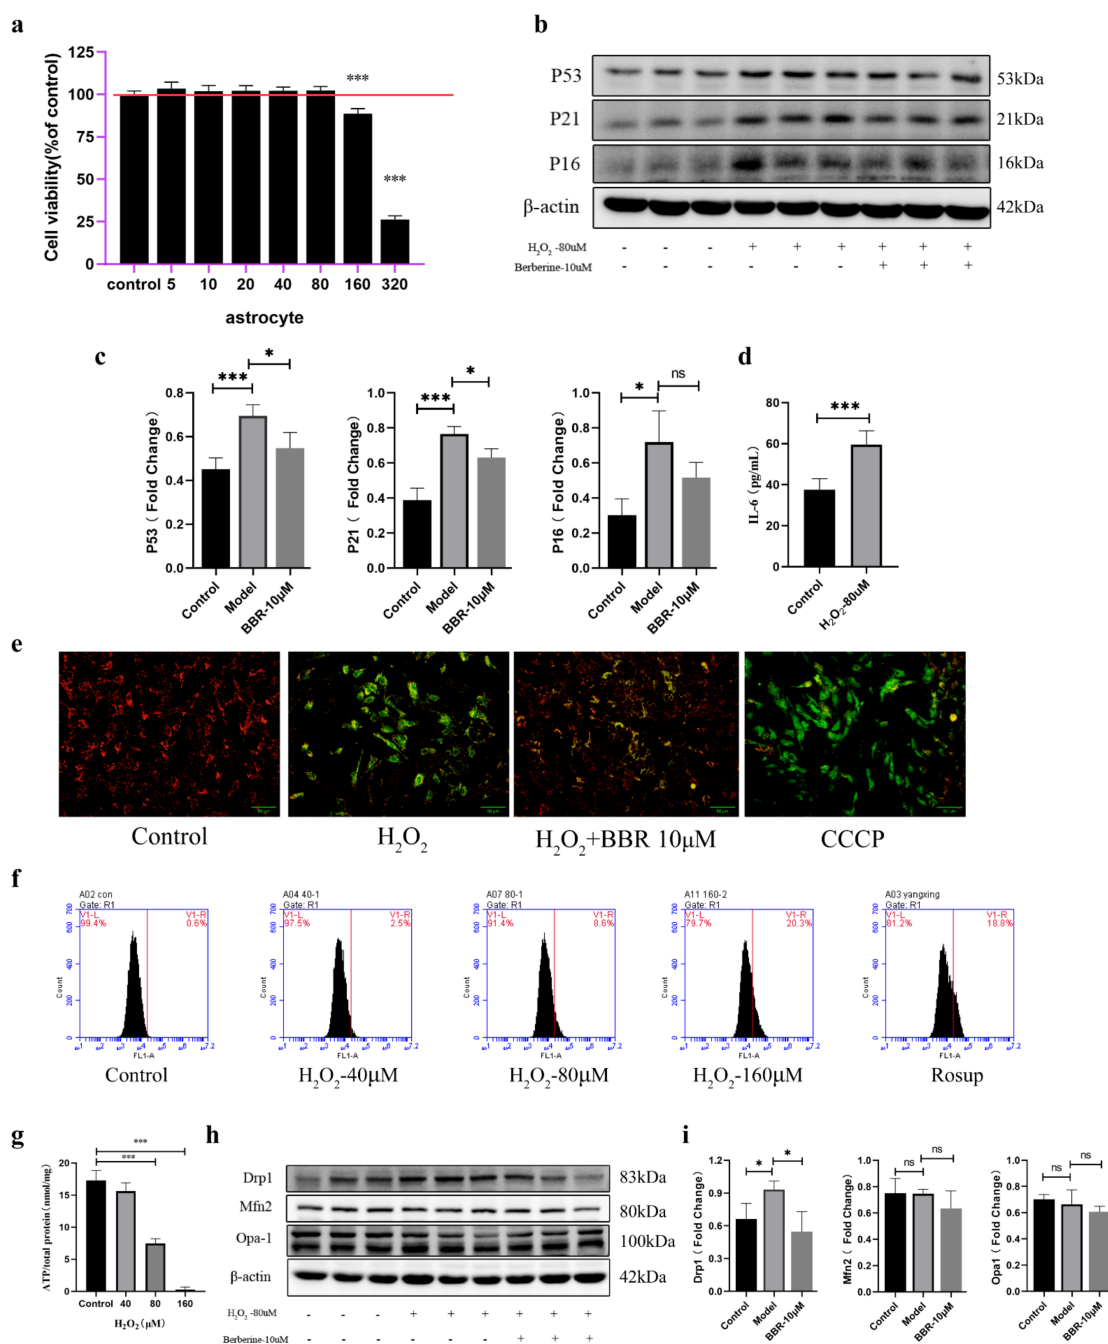 a
125
100
75
50
25
0
Cell viability(%of control)
***
***
control 5 10 20 40 80 160 320
astrocyte
b
P53 53kDa
P21 21kDa
P16 16kDa
β-actin 42kDa
H₂O₂ -80uM - - - + + + + + +
Berberine-10uM - - - - - - + + +
c
P53 ( Fold Change)
0.8
0.6
0.4
0.2
0.0
***
*
Control
Model
BBR-10μM
P21 ( Fold Change)
1.0
0.8
0.6
0.4
0.2
0.0
***
*
Control
Model
BBR-10μM
P16 ( Fold Change)
1.0
0.8
0.6
0.4
0.2
0.0
*
ns
Control
Model
BBR-10μM
d
IL-6 (pg/mL)
80
60
40
20
0
***
Control
H₂O₂-80uM
e
Control
H₂O₂
H₂O₂+BBR 10μM
CCCP
f
A02 con
Gate: R1
V1-L 99.4%
V1-R 0.6%
Count
FL1-A
Control
A04 40-1
Gate: R1
V1-L 97.5%
V1-R 2.5%
Count
FL1-A
H₂O₂-40μM
A07 80-1
Gate: R1
V1-L 91.4%
V1-R 8.6%
Count
FL1-A
H₂O₂-80μM
A11 160-2
Gate: R1
V1-L 79.7%
V1-R 20.3%
Count
FL1-A
H₂O₂-160μM
A03 yangxing
Gate: R1
V1-L 81.2%
V1-R 18.8%
Count
FL1-A
Rosup
g
ATP/total protein(nmol/mg)
20
15
10
5
0
***
***
Control 40 80 160
H₂O₂(μM)
h
Drp1 83kDa
Mfn2 80kDa
Opa-1 100kDa
β-actin 42kDa
H₂O₂ -80uM - - - + + + + + +
Berberine-10uM - - - - - - + + +
i
Drp1 ( Fold Change)
1.2
0.9
0.6
0.3
0.0
*
*
Control
Model
BBR-10μM
Mfn2 ( Fold Change)
1.0
0.8
0.6
0.4
0.2
0.0
ns
ns
Control
Model
BBR-10μM
Opa1 ( Fold Change)
1.0
0.8
0.6
0.4
0.2
0.0
ns
ns
Control
Model
BBR-10μM